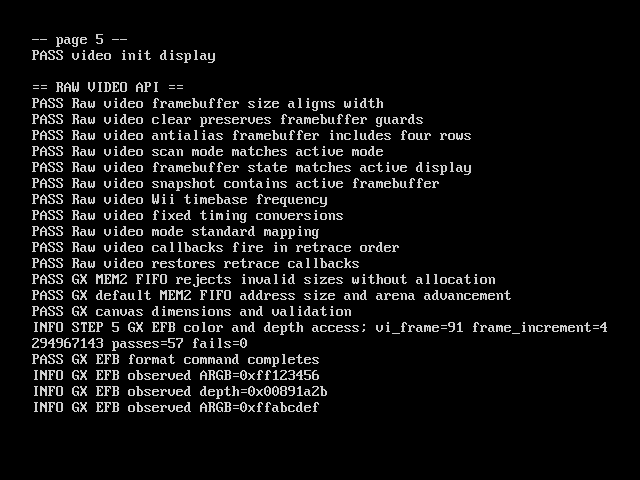 -- page 5 --
PASS video init display
== RAW VIDEO API ==
PASS Raw video framebuffer size aligns width
PASS Raw video clear preserves framebuffer guards
PASS Raw video antialias framebuffer includes four rows
PASS Raw video scan mode matches active mode
PASS Raw video framebuffer state matches active display
PASS Raw video snapshot contains active framebuffer
PASS Raw video Wii timebase frequency
PASS Raw video fixed timing conversions
PASS Raw video mode standard mapping
PASS Raw video callbacks fire in retrace order
PASS Raw video restores retrace callbacks
PASS GX MEM2 FIFO rejects invalid sizes without allocation
PASS GX default MEM2 FIFO address size and arena advancement
PASS GX canvas dimensions and validation
INFO STEP 5 GX EFB color and depth access; vi_frame=91 frame_increment=4
294967143 passes=57 fails=0
PASS GX EFB format command completes
INFO GX EFB observed ARGB=0xff123456
INFO GX EFB observed depth=0x00891a2b
INFO GX EFB observed ARGB=0xffabcdef